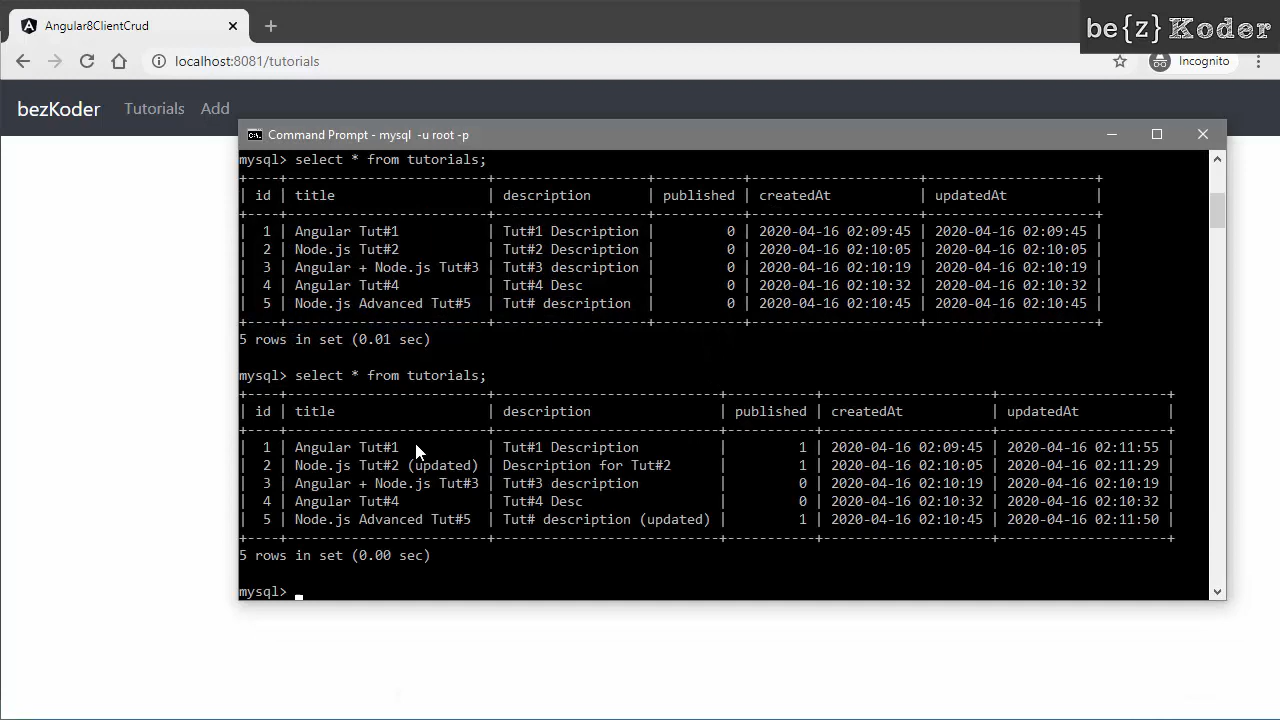 Angular8ClientCrud
be{z} Koder
localhost:8081/tutorials
Incognito
bezKoder Tutorials Add
Command Prompt - mysql -u root -p
mysql> select * from tutorials;
+----+-------------------------+-------------------+-----------+---------------------+---------------------+
| id | title                   | description       | published | createdAt           | updatedAt           |
+----+-------------------------+-------------------+-----------+---------------------+---------------------+
| 1 | Angular Tut#1           | Tut#1 Description |         0 | 2020-04-16 02:09:45 | 2020-04-16 02:09:45 |
| 2 | Node.js Tut#2           | Tut#2 Description |         0 | 2020-04-16 02:10:05 | 2020-04-16 02:10:05 |
| 3 | Angular + Node.js Tut#3 | Tut#3 description |         0 | 2020-04-16 02:10:19 | 2020-04-16 02:10:19 |
| 4 | Angular Tut#4           | Tut#4 Desc        |         0 | 2020-04-16 02:10:32 | 2020-04-16 02:10:32 |
| 5 | Node.js Advanced Tut#5  | Tut# description  |         0 | 2020-04-16 02:10:45 | 2020-04-16 02:10:45 |
+----+-------------------------+-------------------+-----------+---------------------+---------------------+
5 rows in set (0.01 sec)
mysql> select * from tutorials;
+----+-------------------------+----------------------------+-----------+---------------------+---------------------+
| id | title                   | description                | published | createdAt           | updatedAt           |
+----+-------------------------+----------------------------+-----------+---------------------+---------------------+
| 1 | Angular Tut#1           | Tut#1 Description          |         1 | 2020-04-16 02:09:45 | 2020-04-16 02:11:55 |
| 2 | Node.js Tut#2 (updated) | Description for Tut#2      |         1 | 2020-04-16 02:10:05 | 2020-04-16 02:11:29 |
| 3 | Angular + Node.js Tut#3 | Tut#3 description          |         0 | 2020-04-16 02:10:19 | 2020-04-16 02:10:19 |
| 4 | Angular Tut#4           | Tut#4 Desc                 |         0 | 2020-04-16 02:10:32 | 2020-04-16 02:10:32 |
| 5 | Node.js Advanced Tut#5  | Tut# description (updated) |         1 | 2020-04-16 02:10:45 | 2020-04-16 02:11:50 |
+----+-------------------------+----------------------------+-----------+---------------------+---------------------+
5 rows in set (0.00 sec)
mysql>